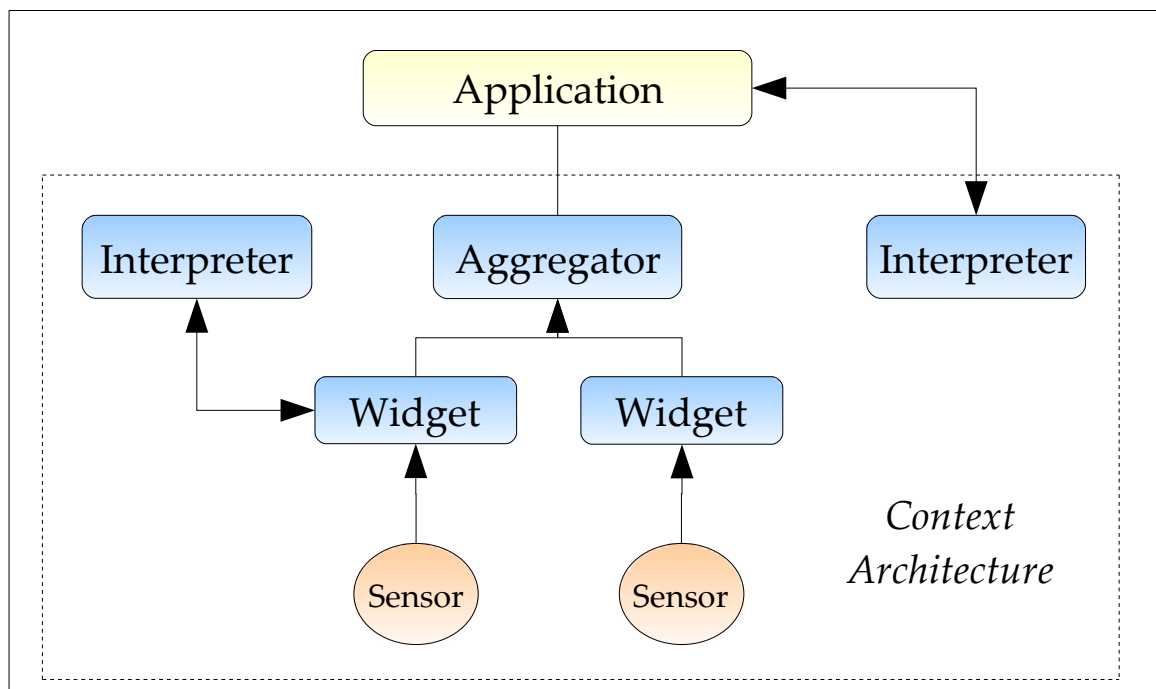 Application
Interpreter
Aggregator
Interpreter
Widget
Widget
Context
Architecture
Sensor
Sensor